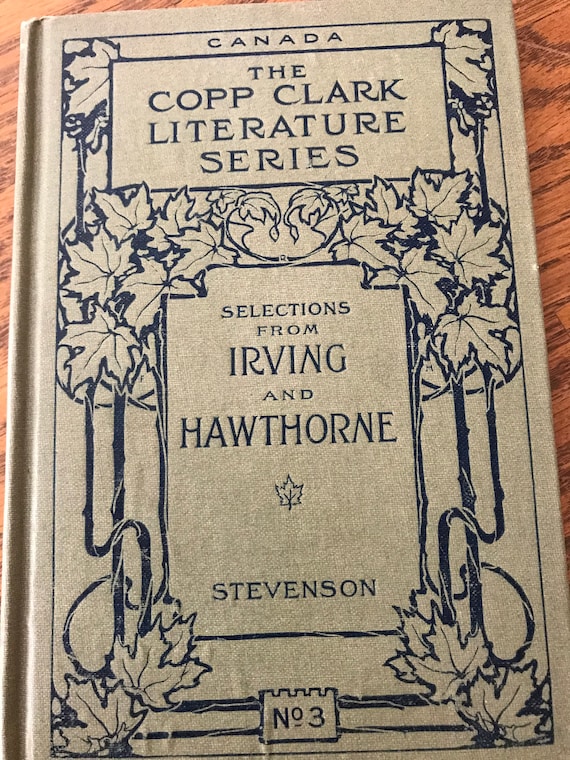 CANADA
THE
COPP CLARK
LITERATURE
SERIES
SELECTIONS
FROM
IRVING
AND
HAWTHORNE
STEVENSON
No 3